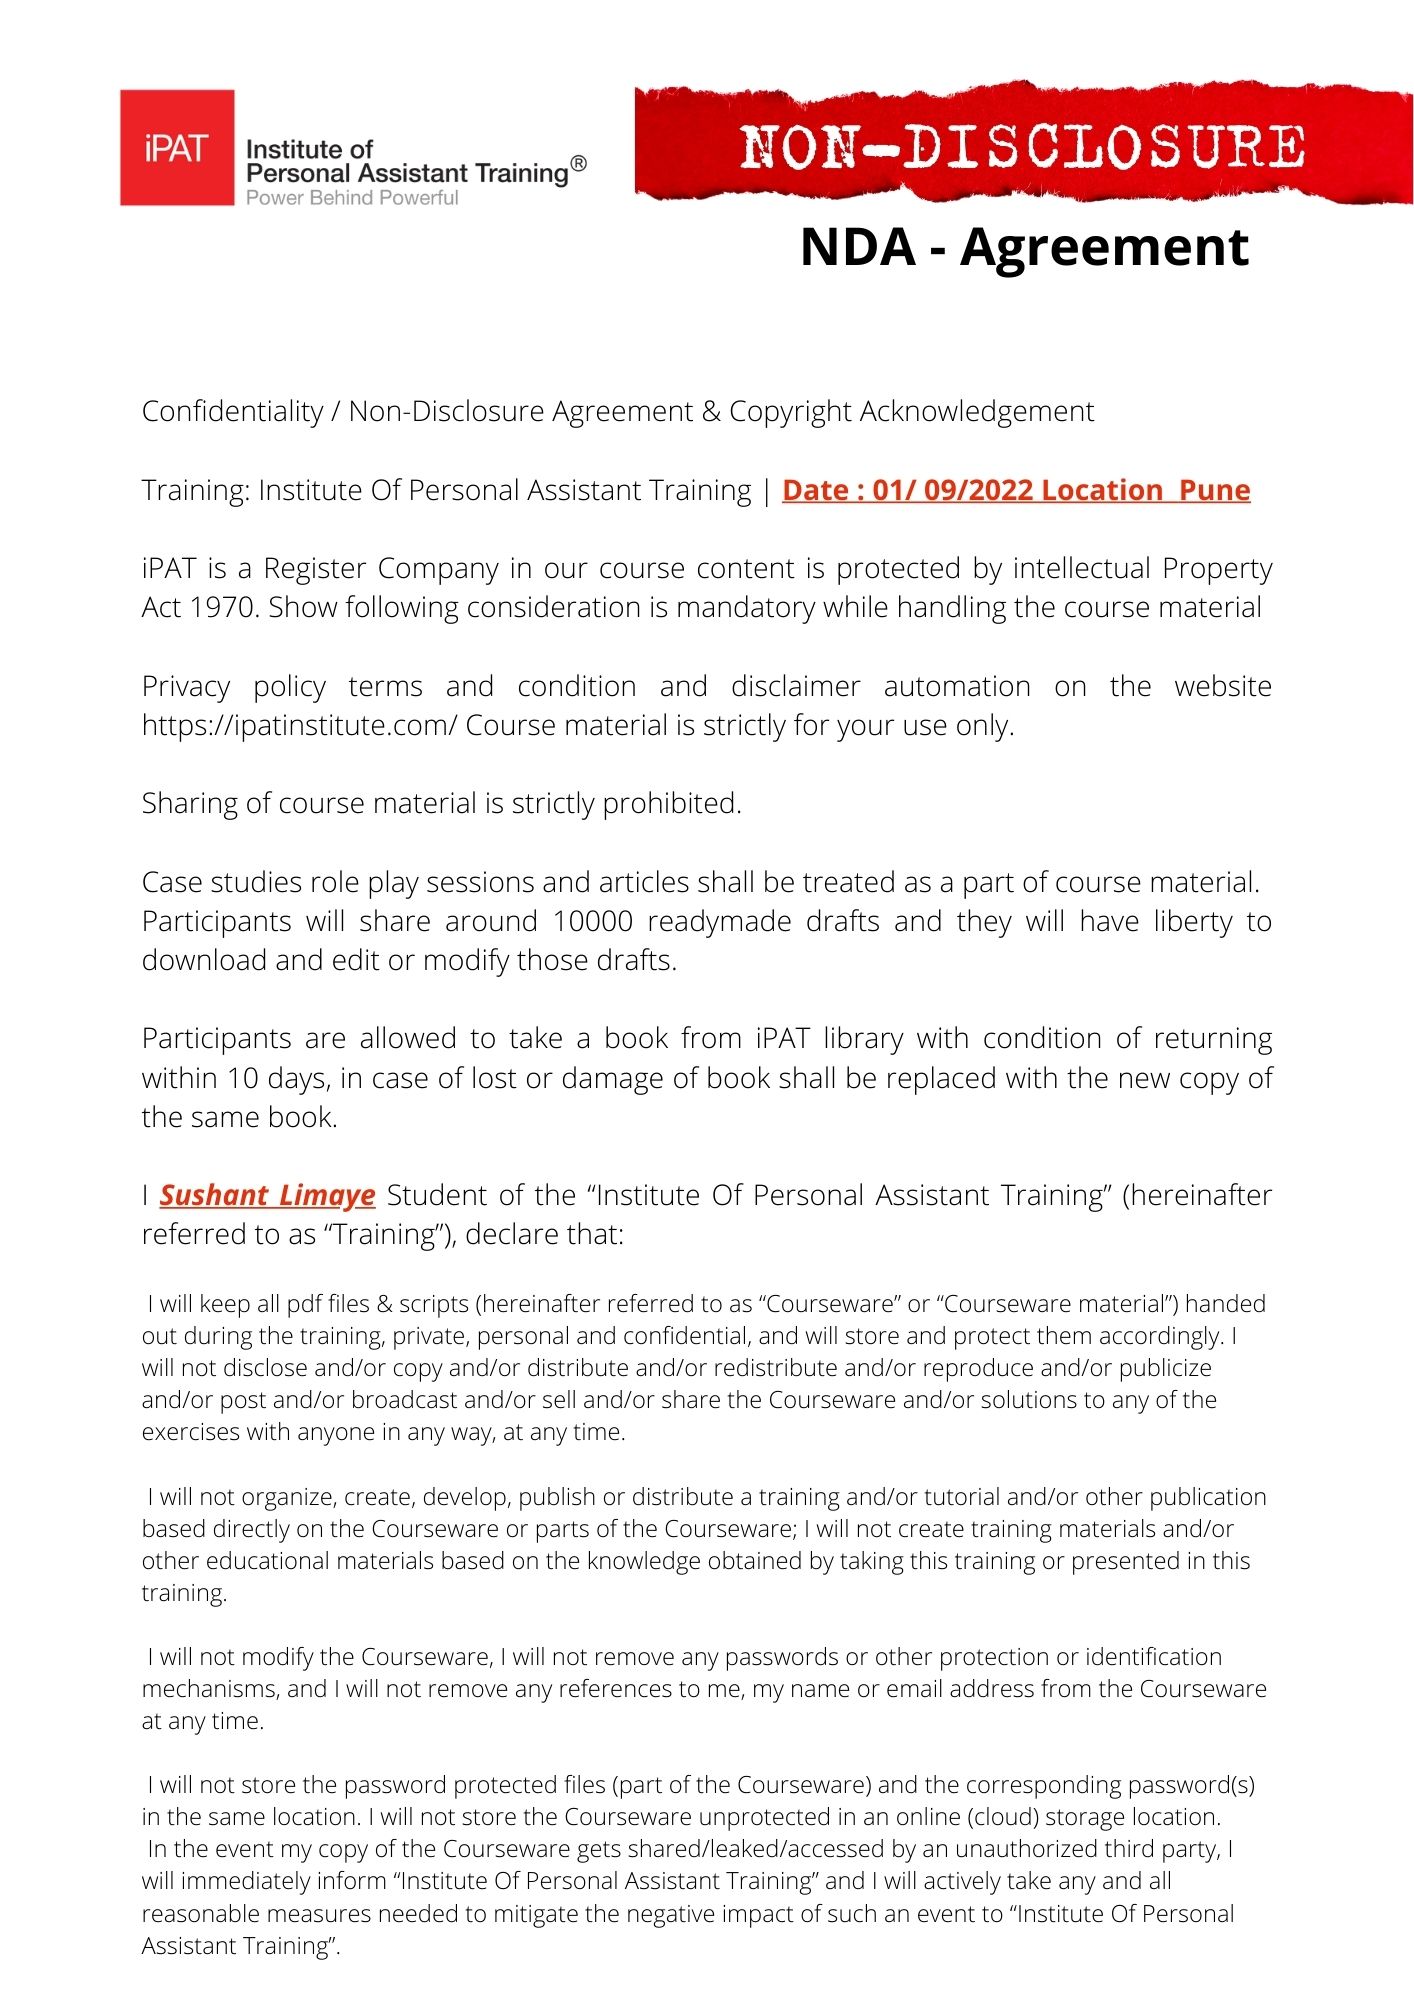 iPAT
Institute of
Personal Assistant Training®
Power Behind Powerful
NON-DISCLOSURE
NDA - Agreement
Confidentiality / Non-Disclosure Agreement & Copyright Acknowledgement
Training: Institute Of Personal Assistant Training | Date : 01/ 09/2022 Location  Pune
iPAT is a Register Company in our course content is protected by intellectual Property
Act 1970. Show following consideration is mandatory while handling the course material
Privacy policy terms and condition and disclaimer automation on the website
https://ipatinstitute.com/ Course material is strictly for your use only.
Sharing of course material is strictly prohibited.
Case studies role play sessions and articles shall be treated as a part of course material.
Participants will share around 10000 readymade drafts and they will have liberty to
download and edit or modify those drafts.
Participants are allowed to take a book from iPAT library with condition of returning
within 10 days, in case of lost or damage of book shall be replaced with the new copy of
the same book.
I Sushant Limaye Student of the “Institute Of Personal Assistant Training” (hereinafter
referred to as “Training”), declare that:
I will keep all pdf files & scripts (hereinafter referred to as “Courseware” or “Courseware material”) handed
out during the training, private, personal and confidential, and will store and protect them accordingly. I
will not disclose and/or copy and/or distribute and/or redistribute and/or reproduce and/or publicize
and/or post and/or broadcast and/or sell and/or share the Courseware and/or solutions to any of the
exercises with anyone in any way, at any time.
I will not organize, create, develop, publish or distribute a training and/or tutorial and/or other publication
based directly on the Courseware or parts of the Courseware; I will not create training materials and/or
other educational materials based on the knowledge obtained by taking this training or presented in this
training.
I will not modify the Courseware, I will not remove any passwords or other protection or identification
mechanisms, and I will not remove any references to me, my name or email address from the Courseware
at any time.
I will not store the password protected files (part of the Courseware) and the corresponding password(s)
in the same location. I will not store the Courseware unprotected in an online (cloud) storage location.
In the event my copy of the Courseware gets shared/leaked/accessed by an unauthorized third party, I
will immediately inform “Institute Of Personal Assistant Training” and I will actively take any and all
reasonable measures needed to mitigate the negative impact of such an event to “Institute Of Personal
Assistant Training”.